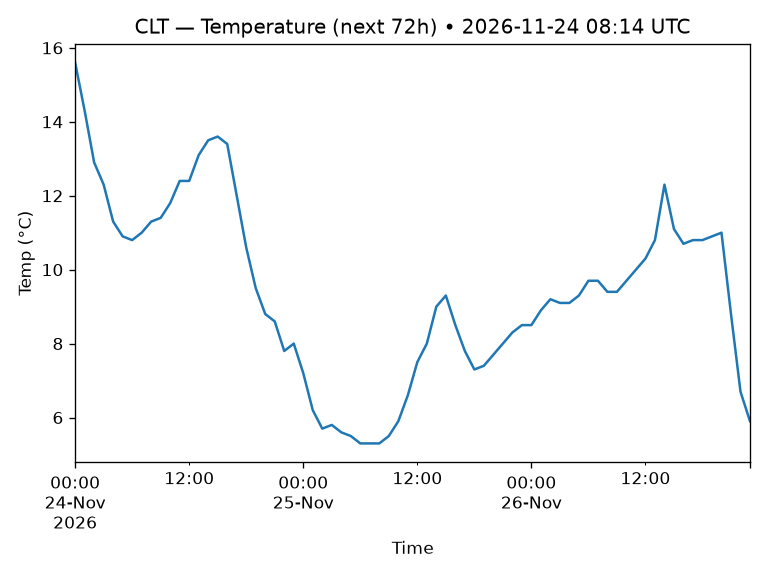 CLT — Temperature (next 72h) • 2026-11-24 08:14 UTC
Temp (°C)
16
14
12
10
8
6
00:00 12:00 00:00 12:00 00:00 12:00
24-Nov 25-Nov 26-Nov
2026
Time